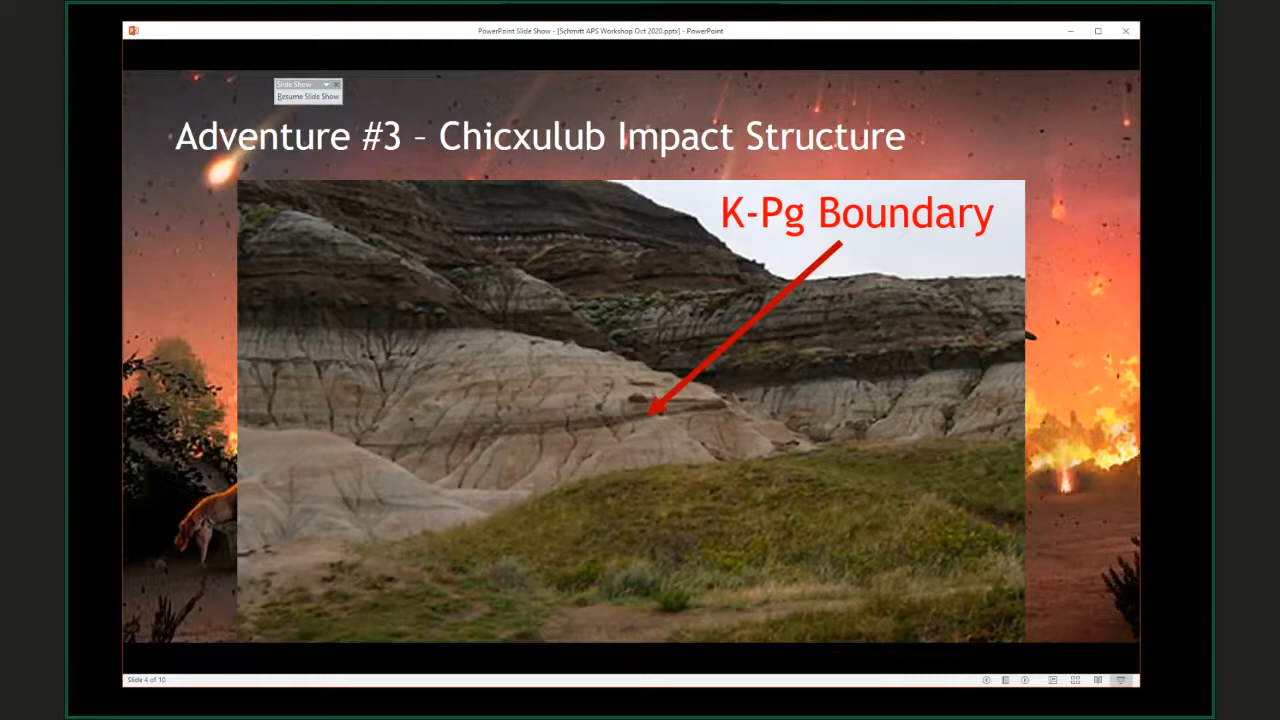 PowerPoint Slide Show - [Schmitt APS Workshop Oct 2020.pptx] - PowerPoint
Slide Show
Resume Slide Show
Adventure #3 – Chicxulub Impact Structure
K-Pg Boundary
Slide 4 of 10